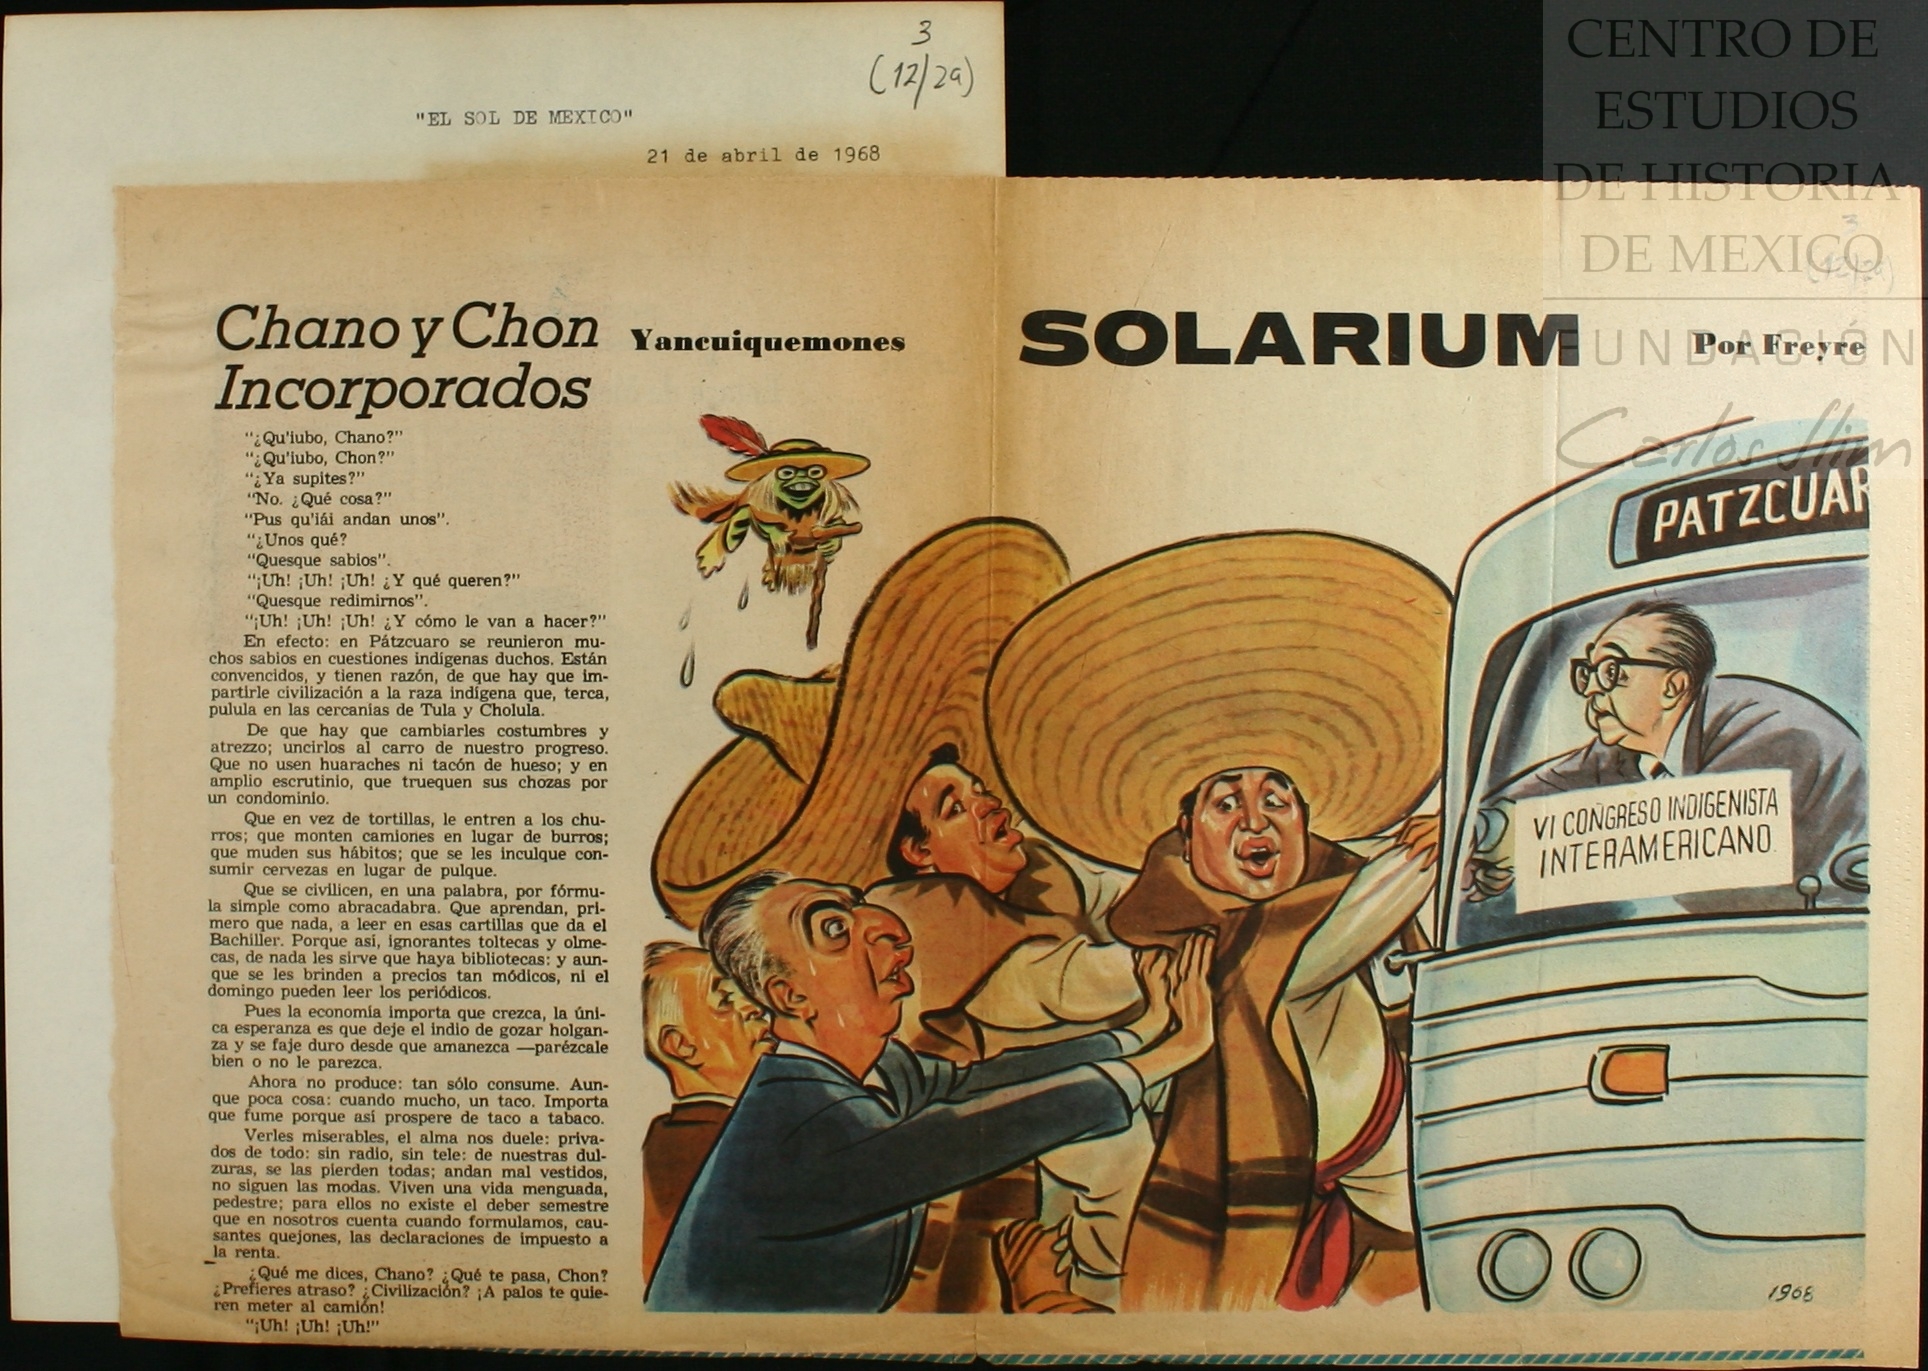 3
(12/2a)
"EL SOL DE MEXICO"
21 de abril de 1968
CENTRO DE
ESTUDIOS
DE HISTORIA
DE MEXICO
FUNDACIÓN
Carlos Slim
3
Chano y Chon
Incorporados
Yancuiquemones
SOLARIUM
Por Freyre
"¿Qu'iubo, Chano?"
"¿Qu'iubo, Chon?"
"¿Ya supites?"
"No. ¿Qué cosa?"
"Pus qu'iái andan unos".
"¿Unos qué?
"Quesque sabios".
"¡Uh! ¡Uh! ¡Uh! ¿Y qué queren?"
"Quesque redimirnos".
"¡Uh! ¡Uh! ¡Uh! ¿Y cómo le van a hacer?"
En efecto: en Pátzcuaro se reunieron mu-
chos sabios en cuestiones indígenas duchos. Están
convencidos, y tienen razón, de que hay que im-
partirle civilización a la raza indígena que, terca,
pulula en las cercanías de Tula y Cholula.
De que hay que cambiarles costumbres y
atrezzo; uncirlos al carro de nuestro progreso.
Que no usen huaraches ni tacón de hueso; y en
amplio escrutinio, que truequen sus chozas por
un condominio.
Que en vez de tortillas, le entren a los chu-
rros; que monten camiones en lugar de burros;
que muden sus hábitos; que se les inculque con-
sumir cervezas en lugar de pulque.
Que se civilicen, en una palabra, por fórmu-
la simple como abracadabra. Que aprendan, pri-
mero que nada, a leer en esas cartillas que da el
Bachiller. Porque así, ignorantes toltecas y olme-
cas, de nada les sirve que haya bibliotecas: y aun-
que se les brinden a precios tan módicos, ni el
domingo pueden leer los periódicos.
Pues la economía importa que crezca, la úni-
ca esperanza es que deje el indio de gozar holgan-
za y se faje duro desde que amanezca —parézcale
bien o no le parezca.
Ahora no produce: tan sólo consume. Aun-
que poca cosa: cuando mucho, un taco. Importa
que fume porque así prospere de taco a tabaco.
Verles miserables, el alma nos duele: priva-
dos de todo: sin radio, sin tele: de nuestras dul-
zuras, se las pierden todas; andan mal vestidos,
no siguen las modas. Viven una vida menguada,
pedestre; para ellos no existe el deber semestre
que en nosotros cuenta cuando formulamos, cau-
santes quejones, las declaraciones de impuesto a
la renta.
¿Qué me dices, Chano? ¿Qué te pasa, Chon?
¿Prefieres atraso? ¿Civilización? ¡A palos te quie-
ren meter al camión!
"¡Uh! ¡Uh! ¡Uh!"
PATZCUAR
VI CONGRESO INDIGENISTA
INTERAMERICANO.
1968